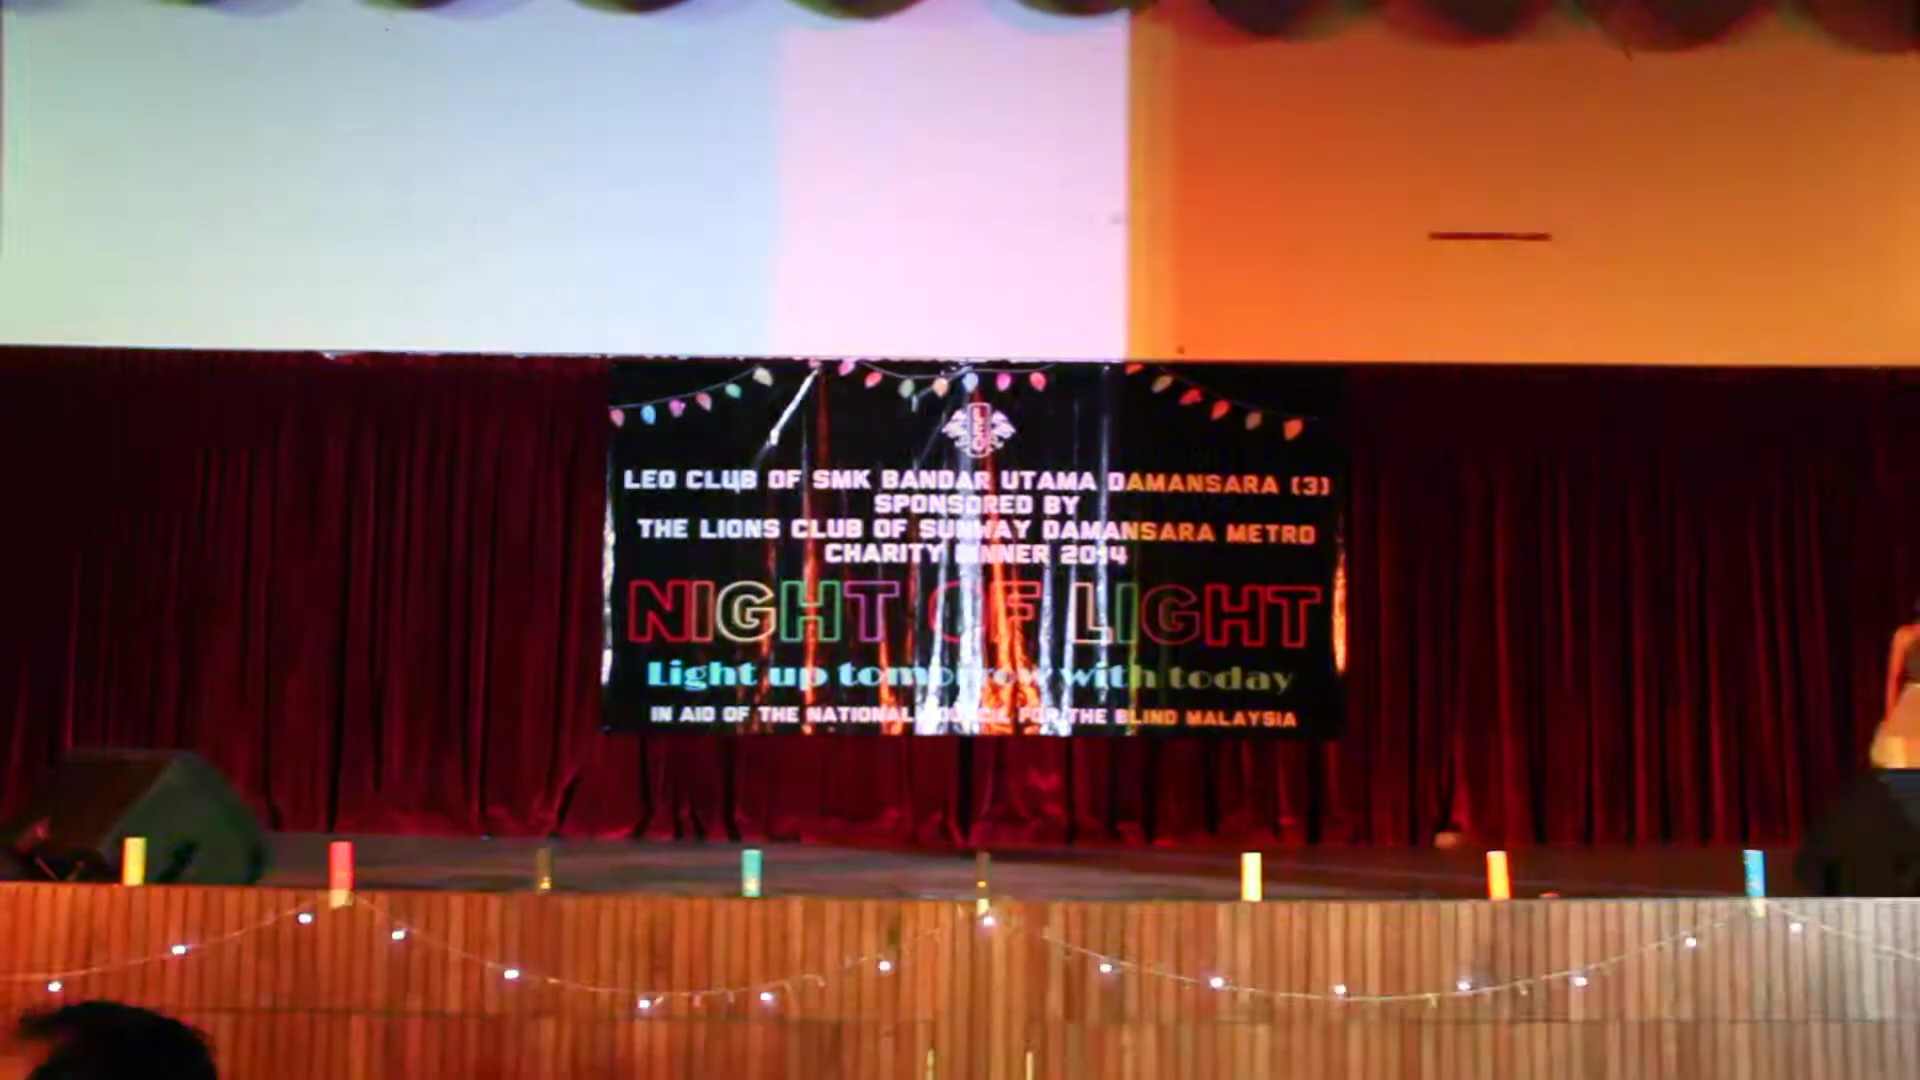 LEO CLUB OF SMK BANDAR UTAMA DAMANSARA (3)
SPONSORED BY
THE LIONS CLUB OF SUNWAY DAMANSARA METRO
CHARITY DINNER 2014
NIGHT OF LIGHT
Light up tomorrow with today
IN AID OF THE NATIONAL COUNCIL FOR THE BLIND MALAYSIA